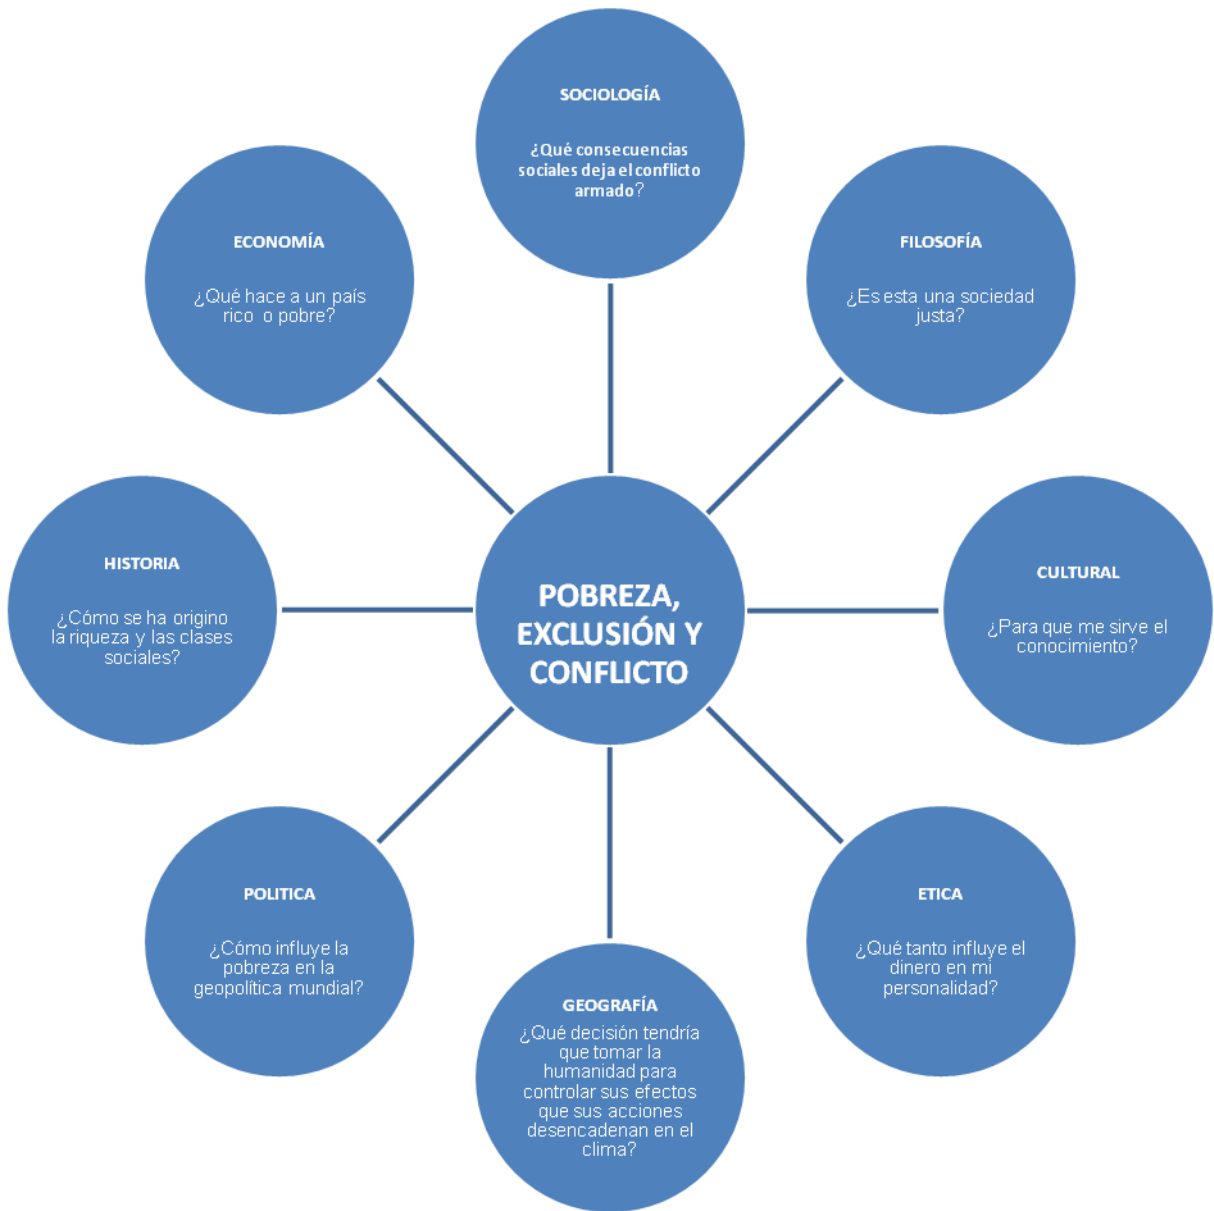 SOCIOLOGÍA
¿Qué consecuencias
sociales deja el conflicto
armado?
FILOSOFÍA
¿Es esta una sociedad
justa?
CULTURAL
¿Para que me sirve el
conocimiento?
ETICA
¿Qué tanto influye el
dinero en mi
personalidad?
GEOGRAFÍA
¿Qué decisión tendría
que tomar la
humanidad para
controlar sus efectos
que sus acciones
desencadenan en el
clima?
POLITICA
¿Cómo influye la
pobreza en la
geopolítica mundial?
HISTORIA
¿Cómo se ha origino
la riqueza y las clases
sociales?
ECONOMÍA
¿Qué hace a un país
rico o pobre?
POBREZA,
EXCLUSIÓN Y
CONFLICTO